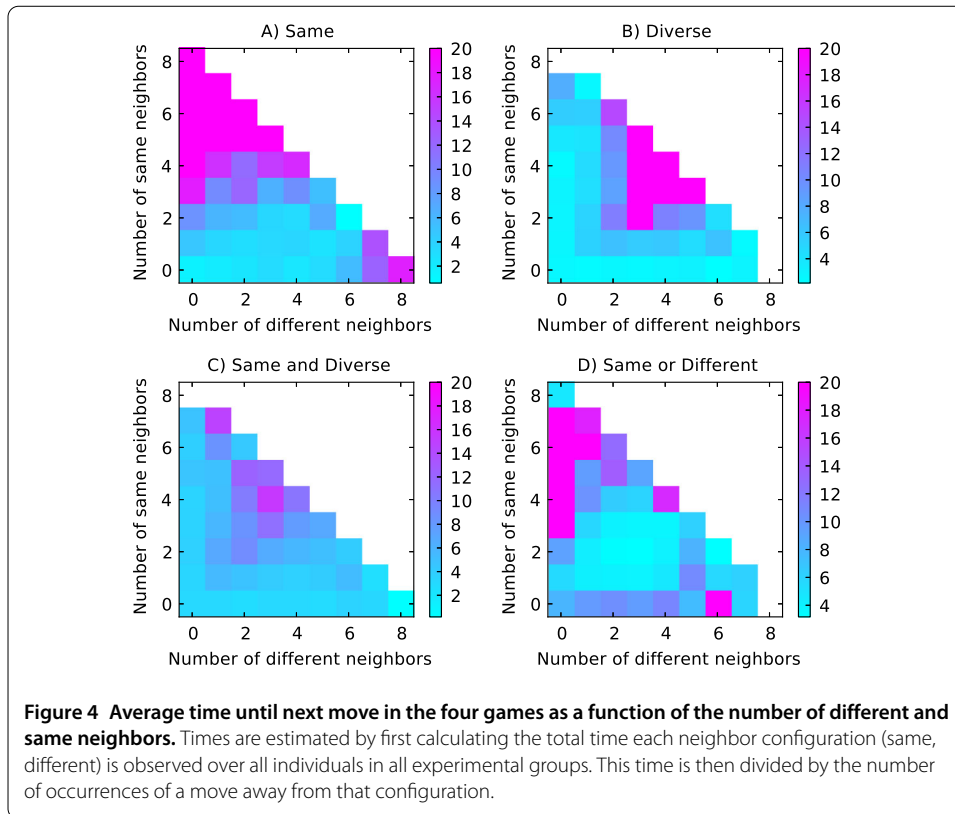 A) Same
B) Diverse
Number of same neighbors
8
6
4
2
0
0 2 4 6 8
Number of different neighbors
20
18
16
14
12
10
8
6
4
2
Number of same neighbors
8
6
4
2
0
0 2 4 6 8
Number of different neighbors
20
18
16
14
12
10
8
6
4
C) Same and Diverse
D) Same or Different
Number of same neighbors
8
6
4
2
0
0 2 4 6 8
Number of different neighbors
20
18
16
14
12
10
8
6
4
2
Number of same neighbors
8
6
4
2
0
0 2 4 6 8
Number of different neighbors
20
18
16
14
12
10
8
6
4
Figure 4 Average time until next move in the four games as a function of the number of different and
same neighbors. Times are estimated by first calculating the total time each neighbor configuration (same,
different) is observed over all individuals in all experimental groups. This time is then divided by the number
of occurrences of a move away from that configuration.